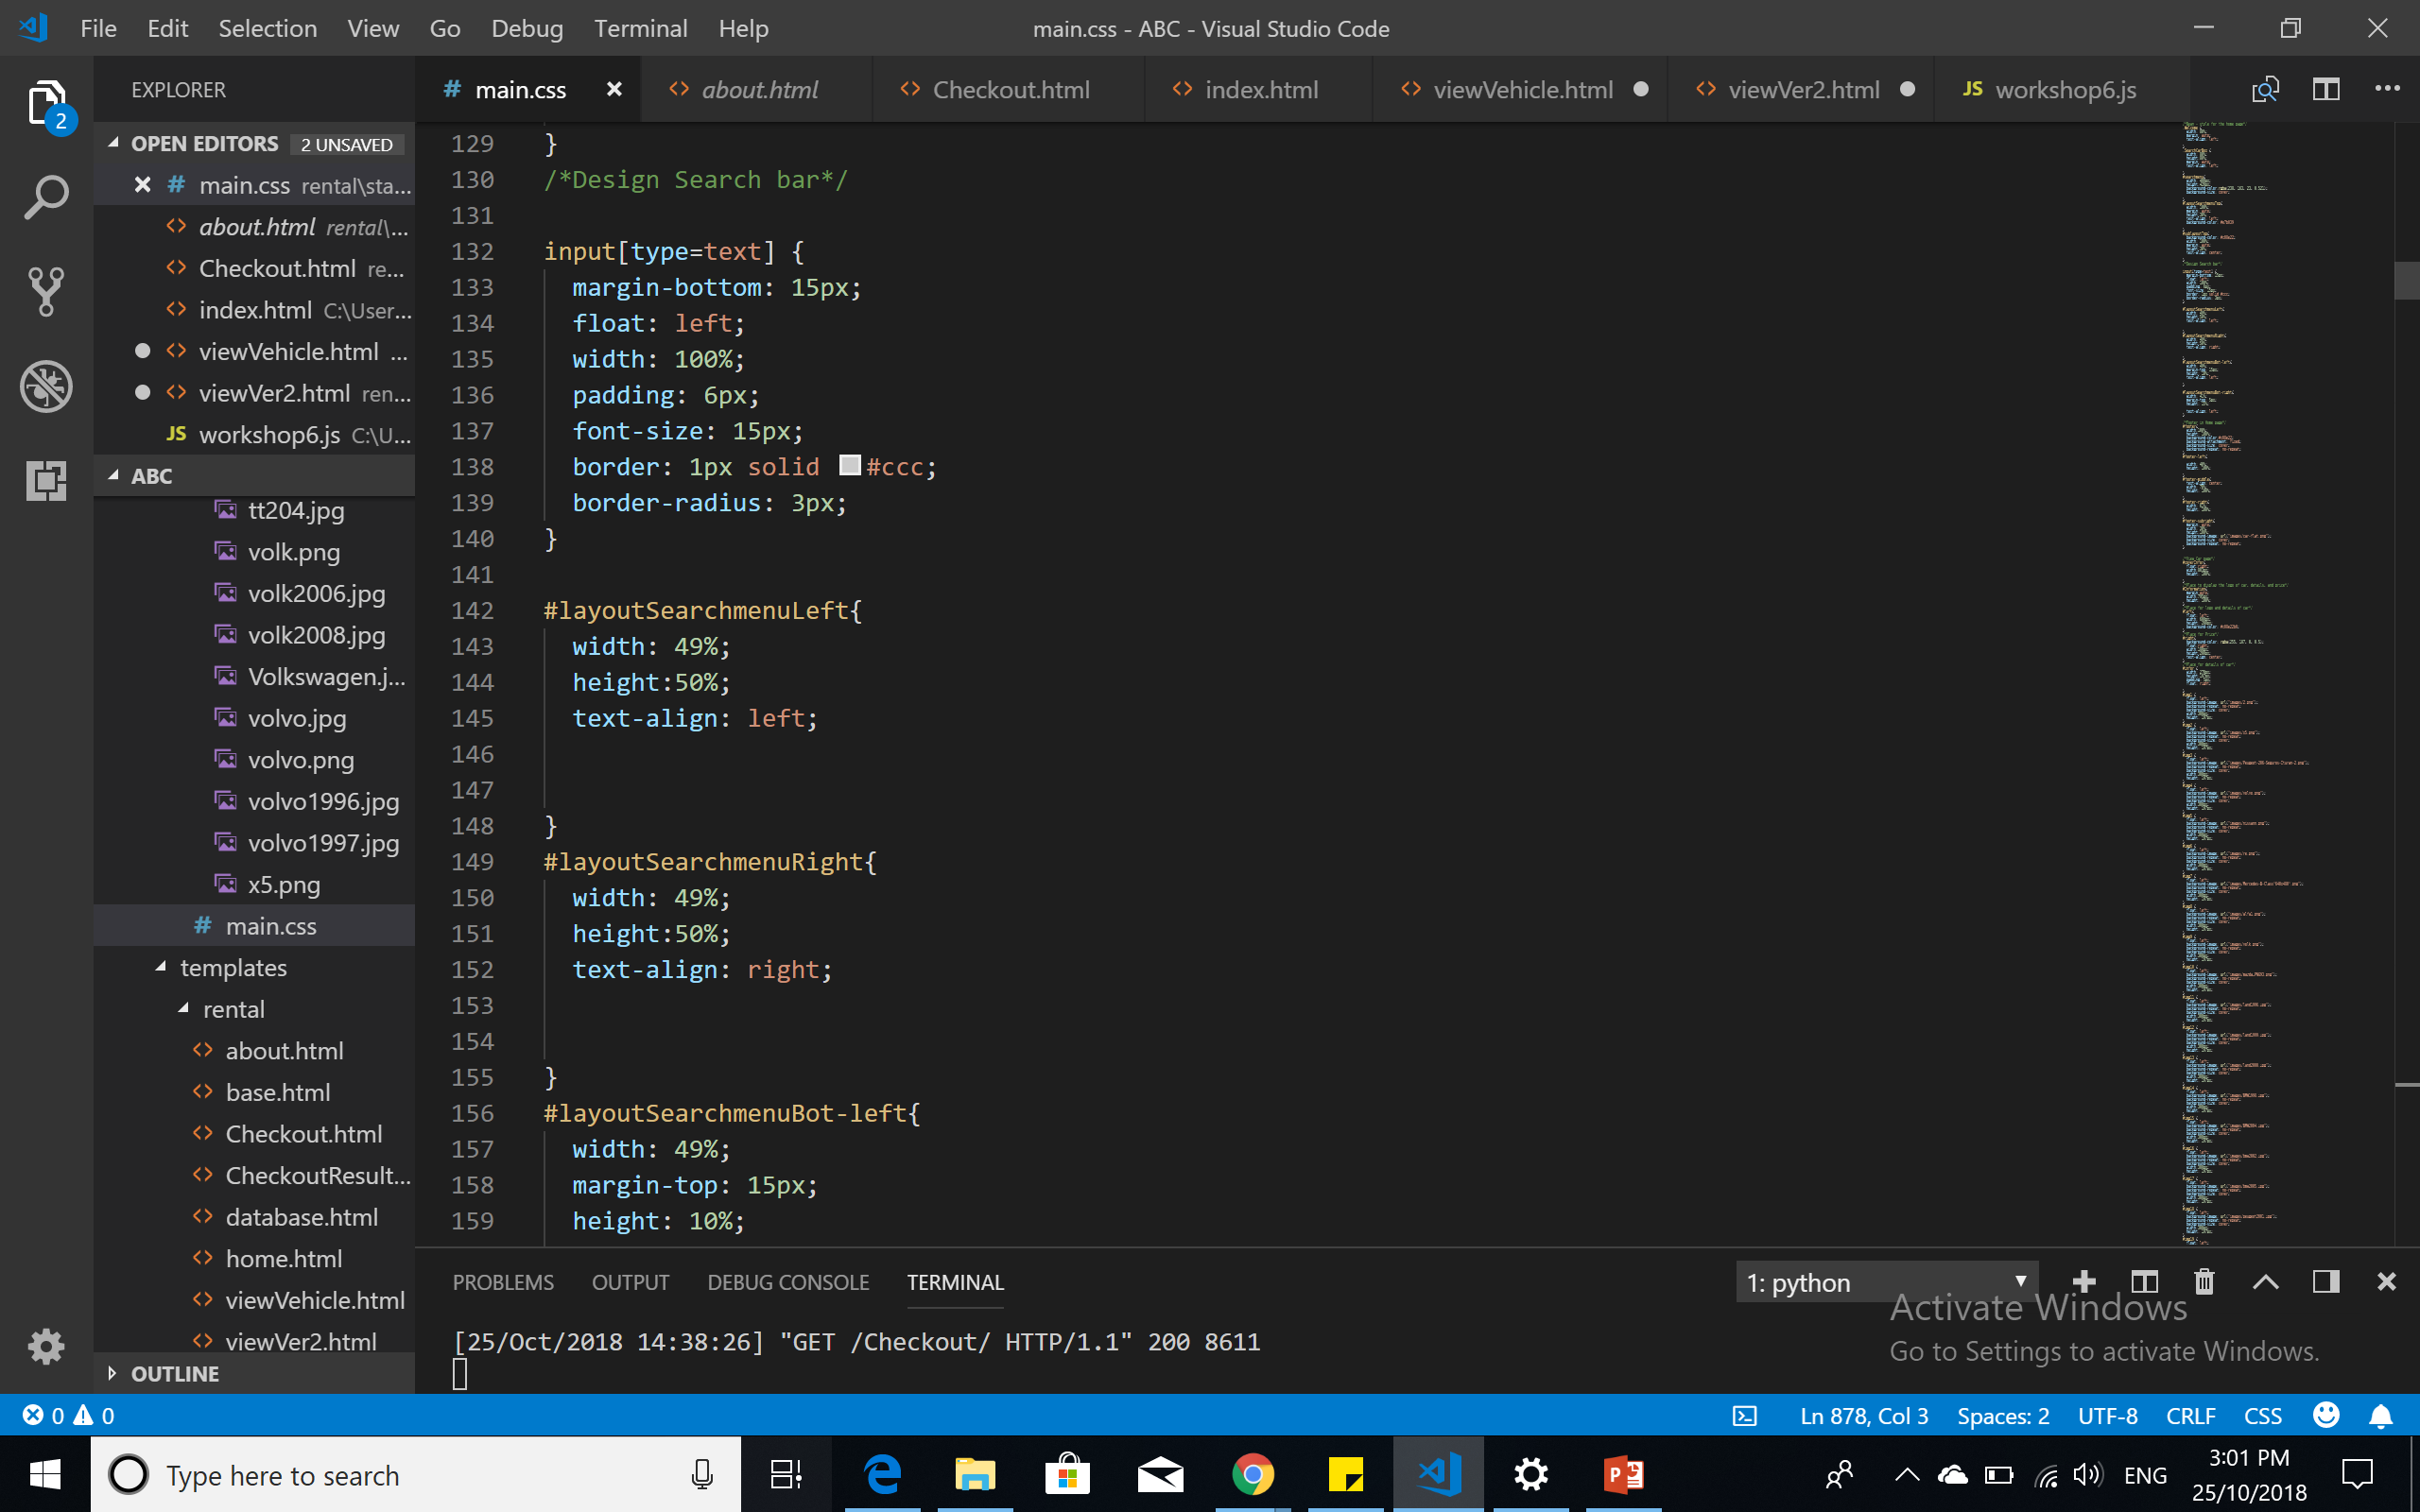 File Edit Selection View Go Debug Terminal Help
main.css - ABC - Visual Studio Code
EXPLORER
2
OPEN EDITORS 2 UNSAVED
main.css rental\sta...
about.html rental\...
Checkout.html re...
index.html C:\User...
viewVehicle.html ...
viewVer2.html ren...
JS workshop6.js C:\U...
ABC
tt204.jpg
volk.png
volk2006.jpg
volk2008.jpg
Volkswagen.j...
volvo.jpg
volvo.png
volvo1996.jpg
volvo1997.jpg
x5.png
# main.css
templates
rental
about.html
base.html
Checkout.html
CheckoutResult...
database.html
home.html
viewVehicle.html
viewVer2.html
OUTLINE
# main.css about.html Checkout.html index.html viewVehicle.html viewVer2.html JS workshop6.js
129 }
130 /*Design Search bar*/
131
132 input[type=text] {
133 margin-bottom: 15px;
134 float: left;
135 width: 100%;
136 padding: 6px;
137 font-size: 15px;
138 border: 1px solid #ccc;
139 border-radius: 3px;
140 }
141
142 #layoutSearchmenuLeft{
143 width: 49%;
144 height:50%;
145 text-align: left;
146
147
148 }
149 #layoutSearchmenuRight{
150 width: 49%;
151 height:50%;
152 text-align: right;
153
154
155 }
156 #layoutSearchmenuBot-left{
157 width: 49%;
158 margin-top: 15px;
159 height: 10%;
PROBLEMS OUTPUT DEBUG CONSOLE TERMINAL
1: python
[25/Oct/2018 14:38:26] "GET /Checkout/ HTTP/1.1" 200 8611
Activate Windows
Go to Settings to activate Windows.
0 0
Ln 878, Col 3 Spaces: 2 UTF-8 CRLF CSS
Type here to search
ENG
3:01 PM
25/10/2018